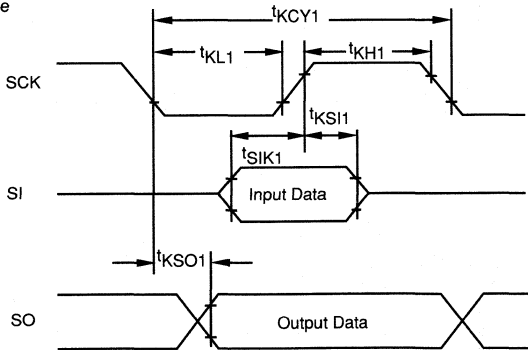 e
tKCY1
tKL1
tKH1
SCK
tKSI1
tSIK1
SI
Input Data
tKSO1
SO
Output Data